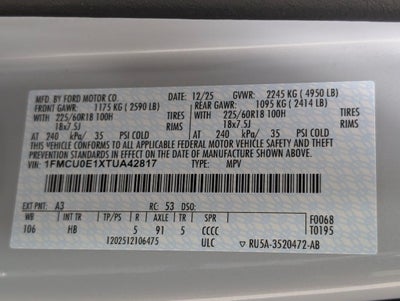 MFD. BY FORD MOTOR CO. 12/25 GVWR: 2245 KG ( 4950 LB)
FRONT GAWR: 1175 KG ( 2590 LB) REAR GAWR: 1095 KG ( 2414 LB)
WITH 225/60R18 100H TIRES WITH 225/60R18 100H TIRES
18x7.5J RIMS 18x7.5J RIMS
AT 240 kPa/ 35 PSI COLD AT 240 kPa/ 35 PSI COLD
THIS VEHICLE CONFORMS TO ALL APPLICABLE FEDERAL MOTOR VEHICLE SAFETY AND THEFT
PREVENTION STANDARDS IN EFFECT ON THE DATE OF MANUFACTURE SHOWN ABOVE.
VIN: 1FMCU0E1XTUA42817 TYPE: MPV
EXT PNT: A3 RC: 53 DSO:
WB INT TR TP/PS R AXLE TR SPR F0068
106 HB 5 91 5 CCCC T0195
1202512106475 ULC RU5A-3520472-AB